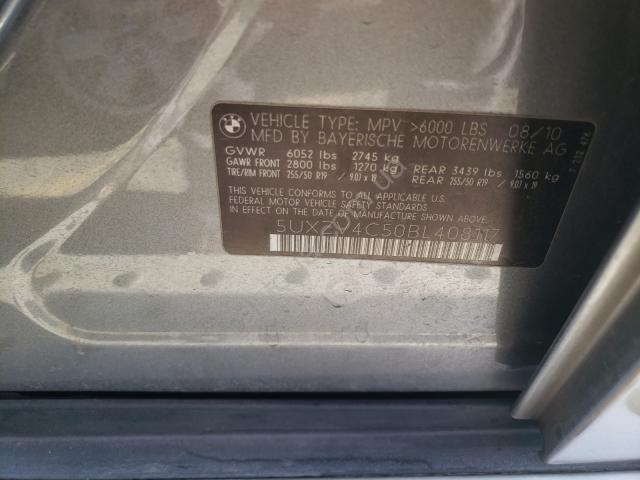 VEHICLE TYPE: MPV >6000 LBS 08/10
MFD BY BAYERISCHE MOTORENWERKE AG
GVWR 6052 lbs 2745 kg
GAWR FRONT 2800 lbs 1270 kg REAR 3439 lbs 1560 kg
TIRE/RIM FRONT 255/50 R19 / 9.0J x 19 REAR 255/50 R19 / 9.0J x 19
THIS VEHICLE CONFORMS TO ALL APPLICABLE U.S.
FEDERAL MOTOR VEHICLE SAFETY STANDARDS
IN EFFECT ON THE DATE OF MANUFACTURE